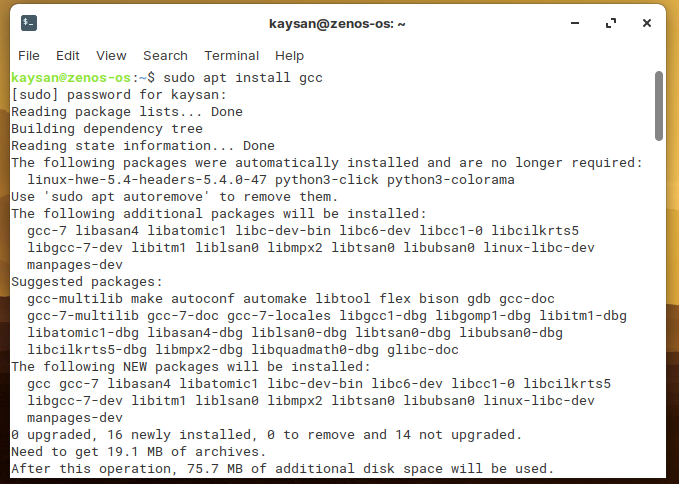 kaysan@zenos-os: ~
File Edit View Search Terminal Help
kaysan@zenos-os:~$ sudo apt install gcc
[sudo] password for kaysan:
Reading package lists... Done
Building dependency tree
Reading state information... Done
The following packages were automatically installed and are no longer required:
  linux-hwe-5.4-headers-5.4.0-47 python3-click python3-colorama
Use 'sudo apt autoremove' to remove them.
The following additional packages will be installed:
  gcc-7 libasan4 libatomic1 libc-dev-bin libc6-dev libcc1-0 libcilkrts5
  libgcc-7-dev libitm1 liblsan0 libmpx2 libtsan0 libubsan0 linux-libc-dev
  manpages-dev
Suggested packages:
  gcc-multilib make autoconf automake libtool flex bison gdb gcc-doc
  gcc-7-multilib gcc-7-doc gcc-7-locales libgcc1-dbg libgomp1-dbg libitm1-dbg
  libatomic1-dbg libasan4-dbg liblsan0-dbg libtsan0-dbg libubsan0-dbg
  libcilkrts5-dbg libmpx2-dbg libquadmath0-dbg glibc-doc
The following NEW packages will be installed:
  gcc gcc-7 libasan4 libatomic1 libc-dev-bin libc6-dev libcc1-0 libcilkrts5
  libgcc-7-dev libitm1 liblsan0 libmpx2 libtsan0 libubsan0 linux-libc-dev
  manpages-dev
0 upgraded, 16 newly installed, 0 to remove and 14 not upgraded.
Need to get 19.1 MB of archives.
After this operation, 75.7 MB of additional disk space will be used.